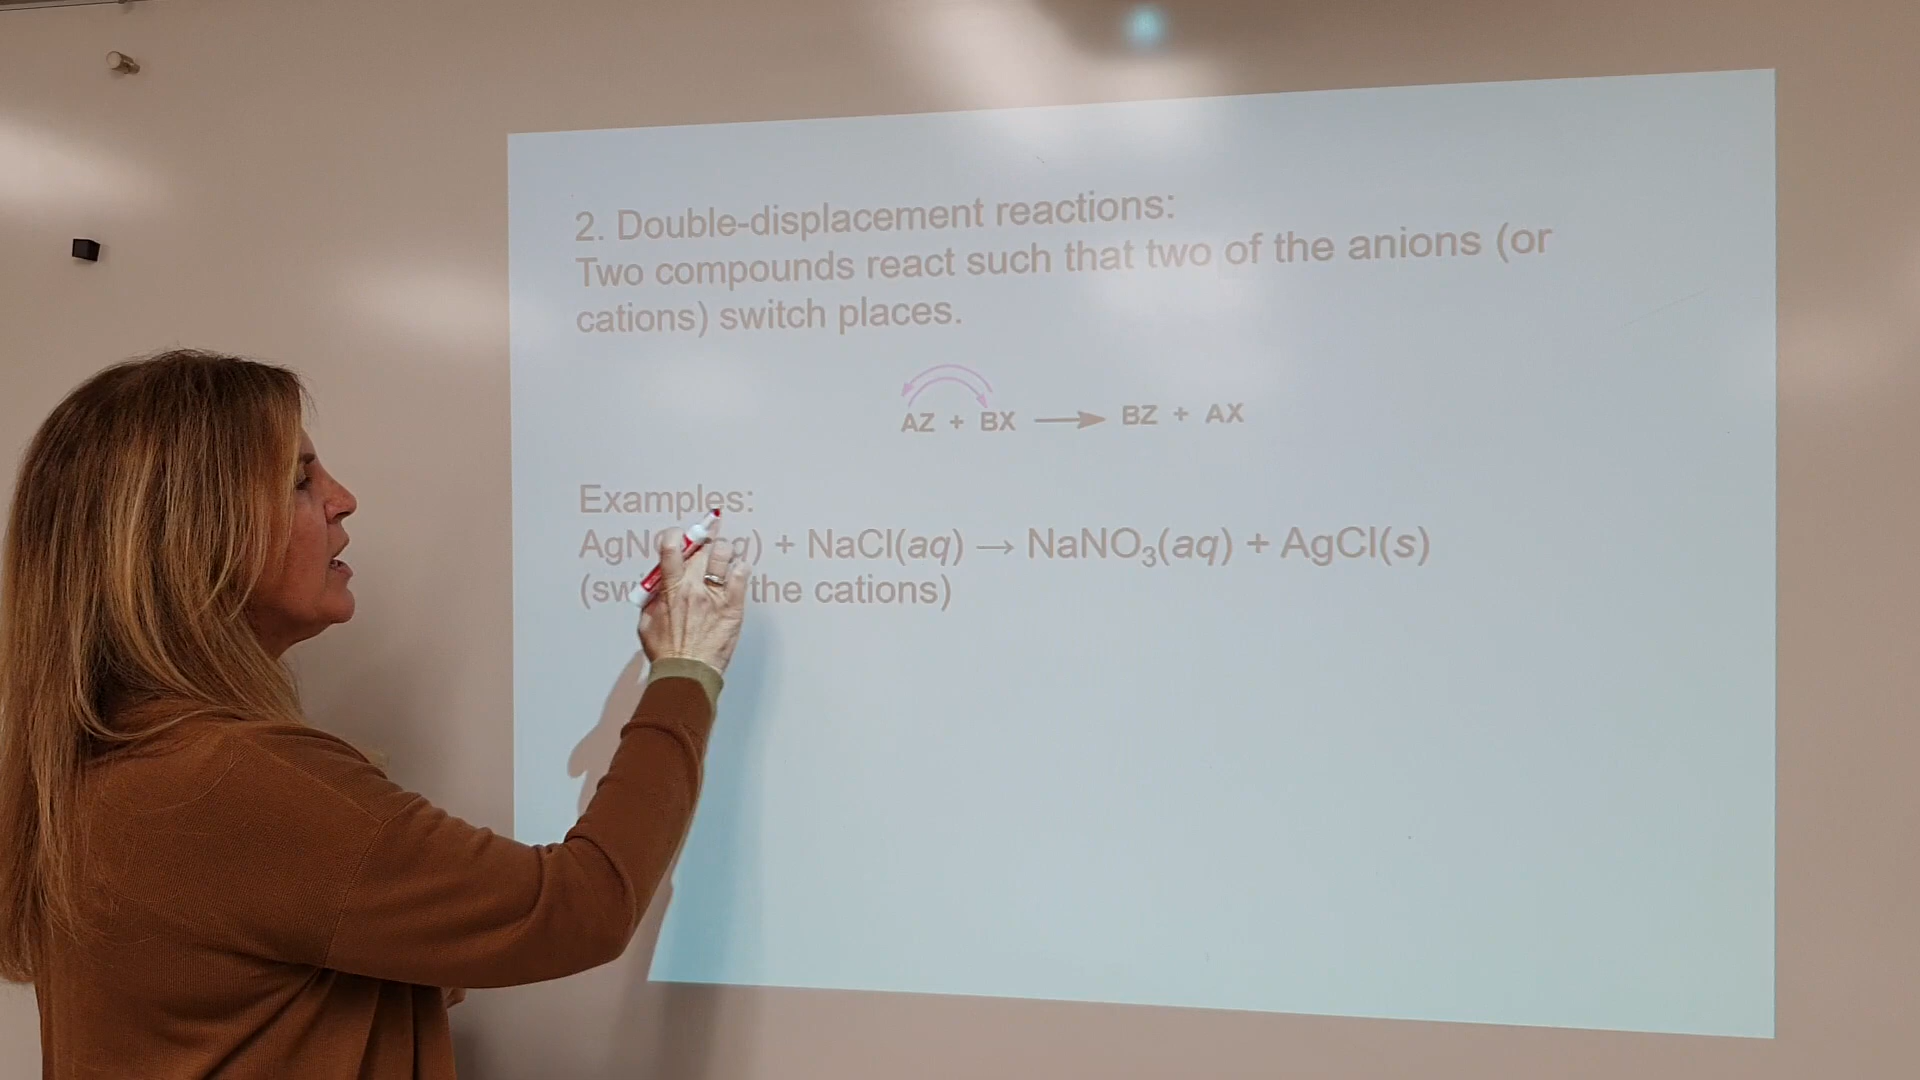 2. Double-displacement reactions:
Two compounds react such that two of the anions (or
cations) switch places.
AZ + BX ⟶ BZ + AX
Examples:
+ NaCl(aq) → NaNO₃(aq) + AgCl(s)
the cations)